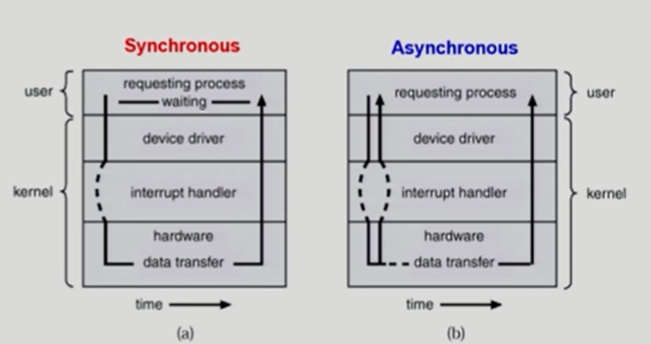 Synchronous
Asynchronous
user
requesting process
waiting
device driver
kernel
interrupt handler
hardware
data transfer
time
(a)
requesting process
user
device driver
interrupt handler
kernel
hardware
data transfer
time
(b)